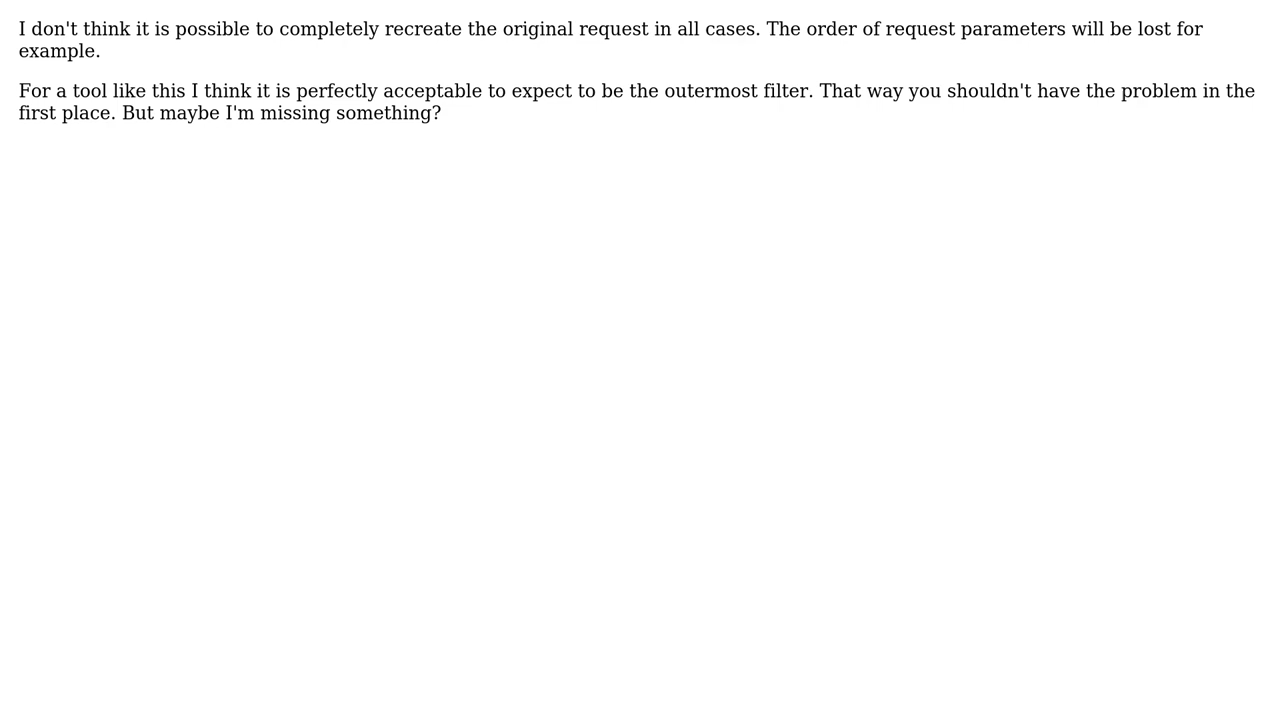 I don't think it is possible to completely recreate the original request in all cases. The order of request parameters will be lost for
example.
For a tool like this I think it is perfectly acceptable to expect to be the outermost filter. That way you shouldn't have the problem in the
first place. But maybe I'm missing something?